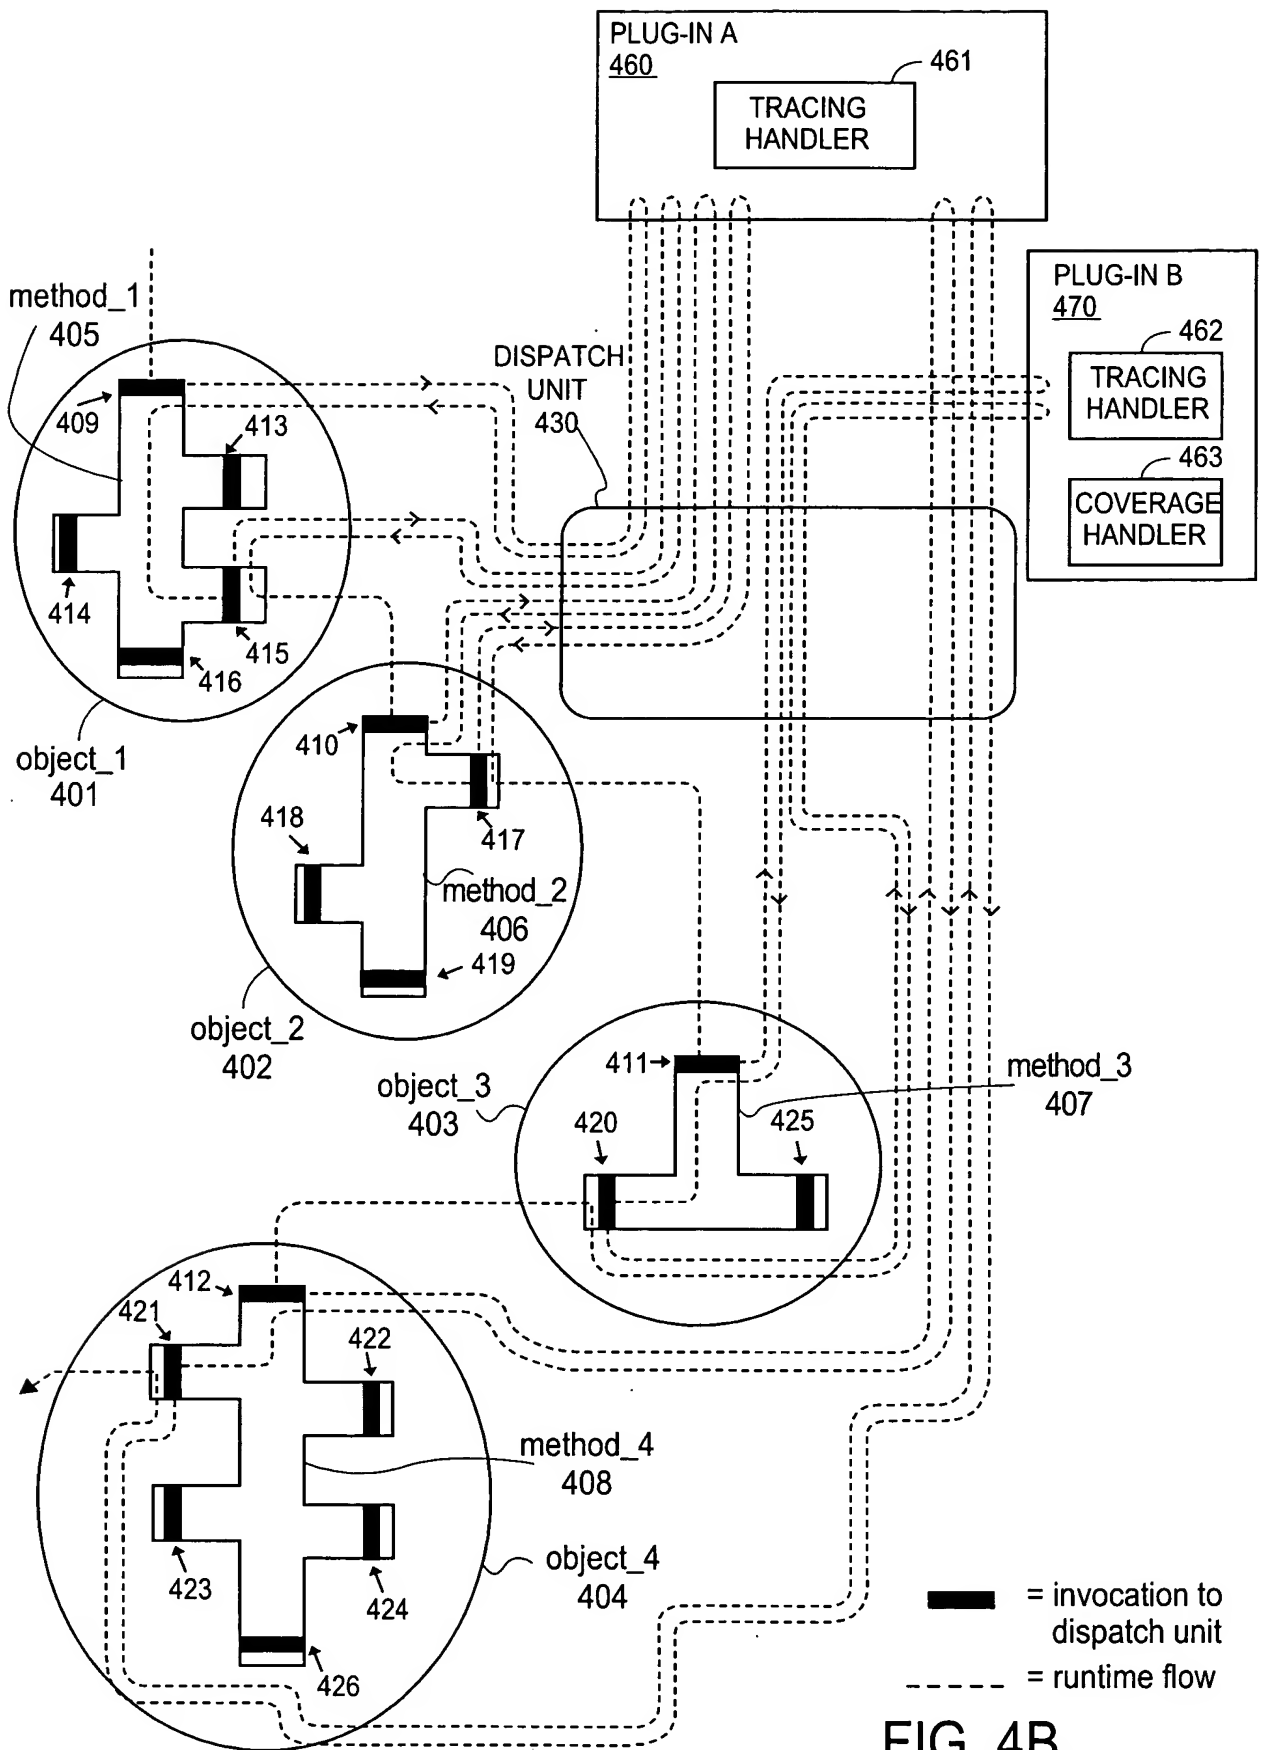 PLUG-IN A
460
461
TRACING
HANDLER
PLUG-IN B
470
462
TRACING
HANDLER
463
COVERAGE
HANDLER
method_1
405
DISPATCH
UNIT
430
409
413
414
415
416
object_1
401
410
417
418
method_2
406
419
object_2
402
411
object_3
403
method_3
407
420
425
412
421
422
method_4
408
423
424
object_4
404
426
= invocation to
dispatch unit
= runtime flow
FIG. 4B